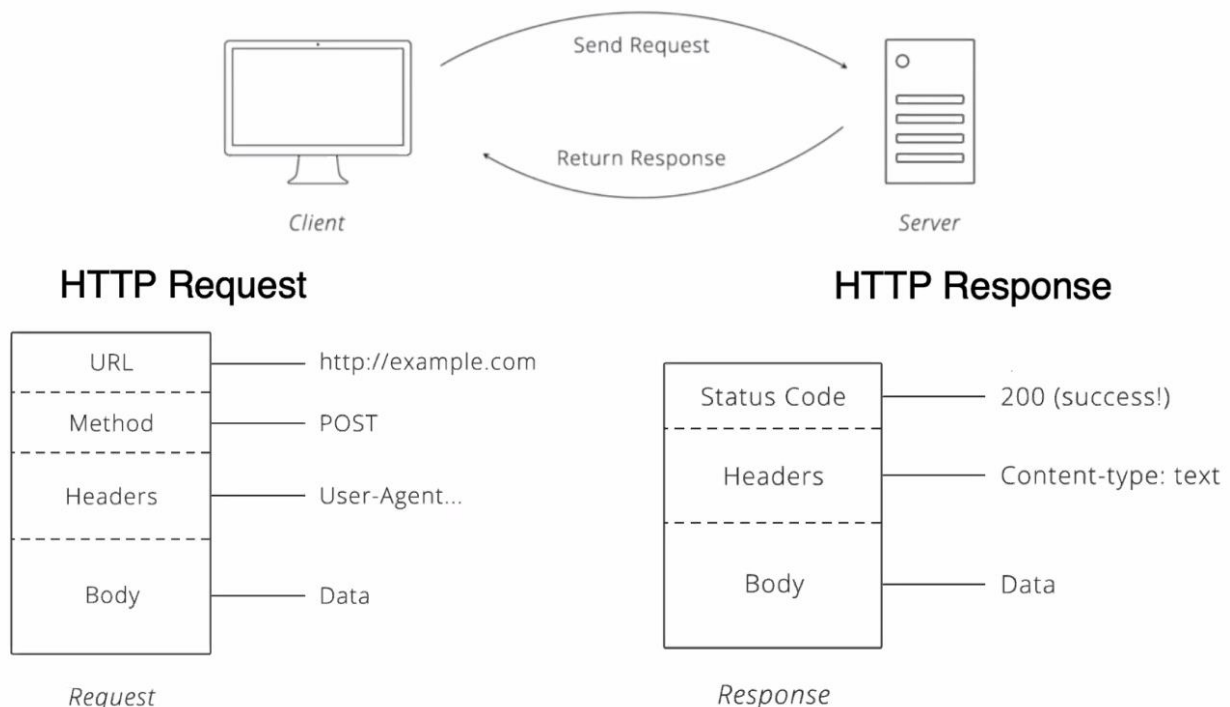 Send Request
Return Response
Client
Server
HTTP Request
HTTP Response
URL
http://example.com
Method
POST
Headers
User-Agent...
Body
Data
Request
Status Code
200 (success!)
Headers
Content-type: text
Body
Data
Response